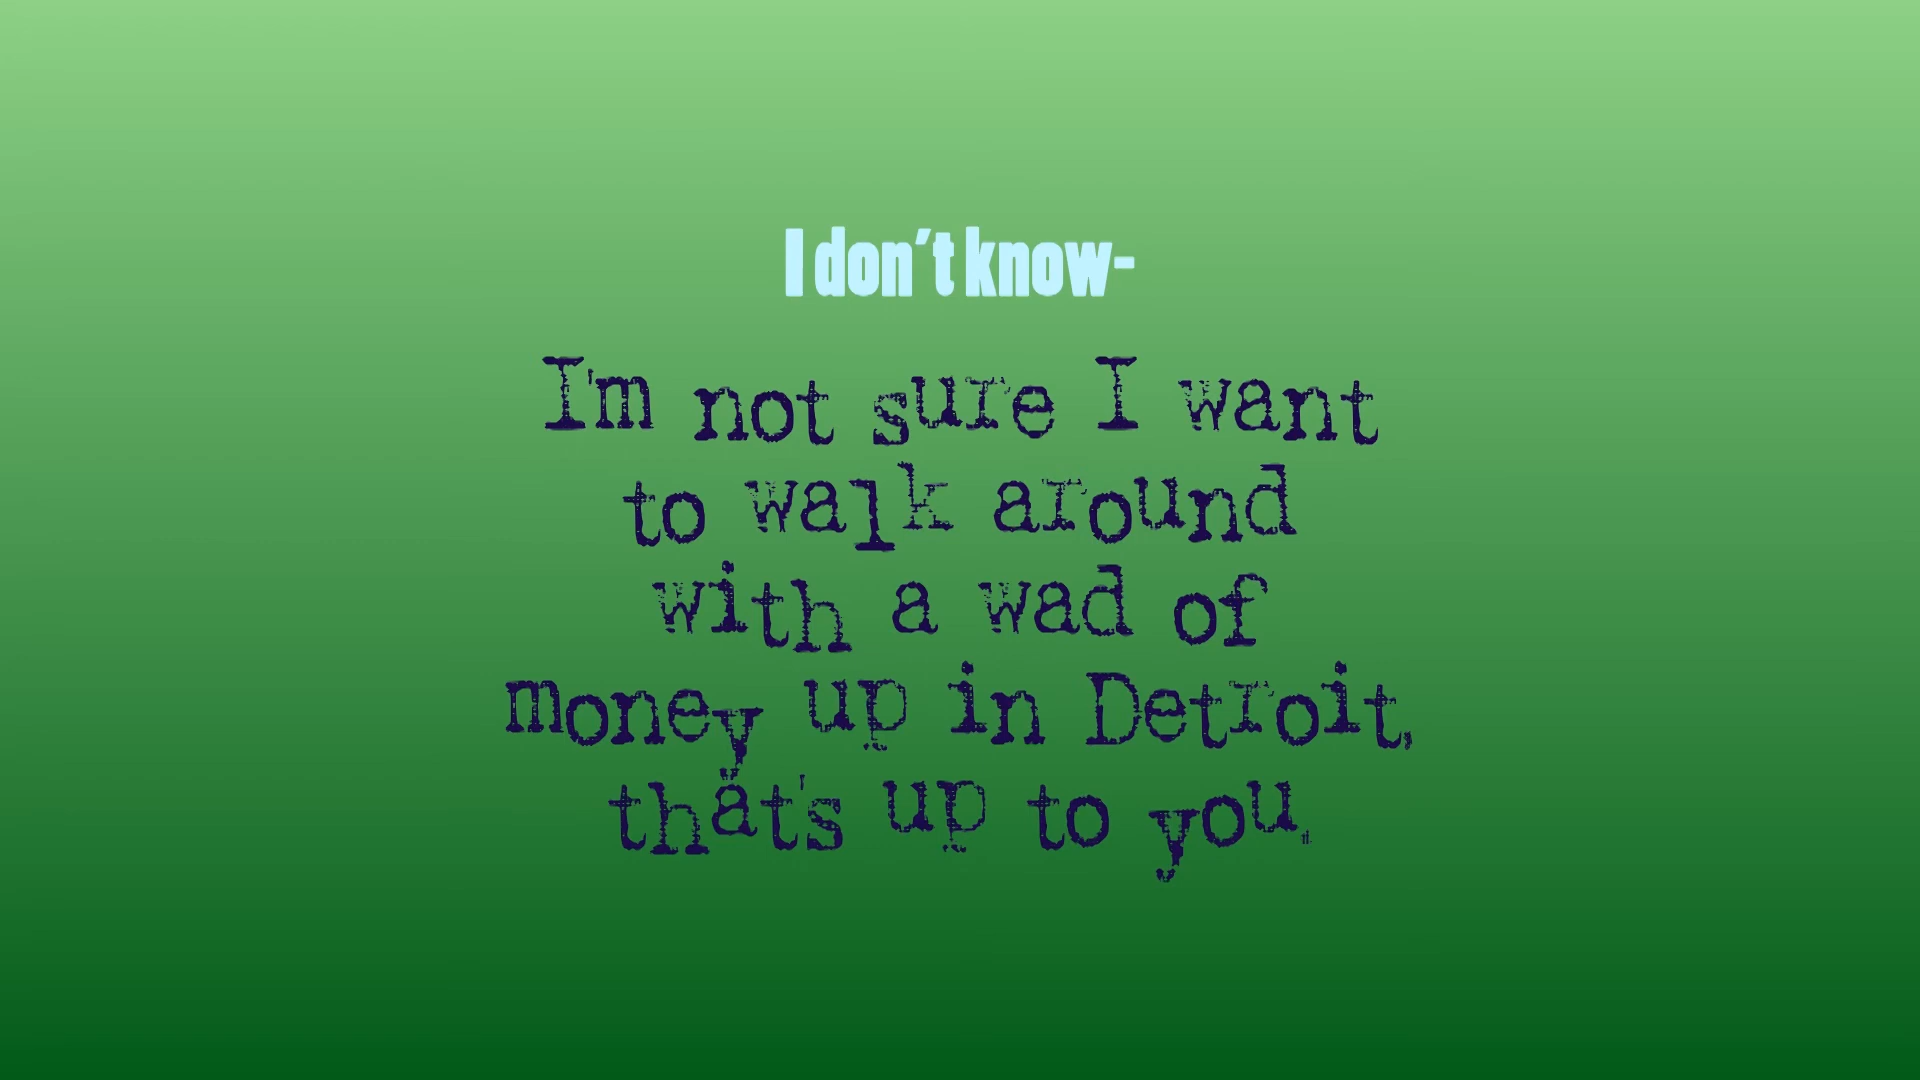 I don't know-
I'm not sure I want
to walk around
with a wad of
money up in Detroit,
that's up to you.